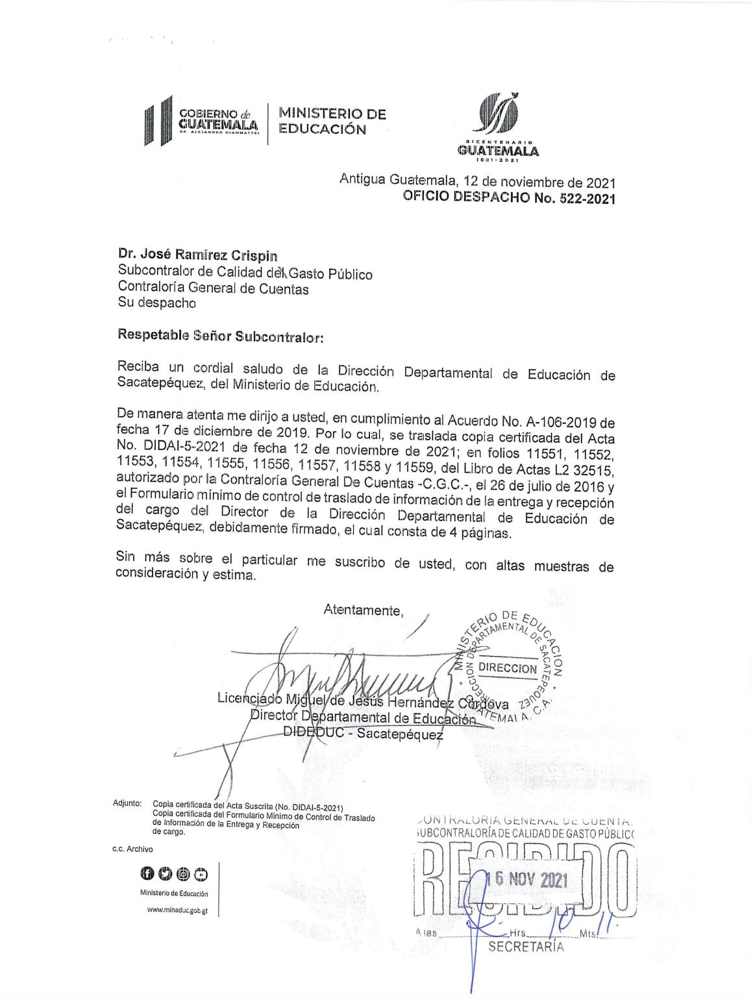 GOBIERNO de
GUATEMALA
DR. ALEJANDRO GIAMMATTEI
MINISTERIO DE
EDUCACIÓN
BICENTENARIO
GUATEMALA
1821-2021
Antigua Guatemala, 12 de noviembre de 2021
OFICIO DESPACHO No. 522-2021
Dr. José Ramírez Crispin
Subcontralor de Calidad del Gasto Público
Contraloría General de Cuentas
Su despacho
Respetable Señor Subcontralor:
Reciba un cordial saludo de la Dirección Departamental de Educación de
Sacatepéquez, del Ministerio de Educación.
De manera atenta me dirijo a usted, en cumplimiento al Acuerdo No. A-106-2019 de
fecha 17 de diciembre de 2019. Por lo cual, se traslada copia certificada del Acta
No. DIDAI-5-2021 de fecha 12 de noviembre de 2021; en folios 11551, 11552,
11553, 11554, 11555, 11556, 11557, 11558 y 11559, del Libro de Actas L2 32515,
autorizado por la Contraloría General De Cuentas -C.G.C.-, el 26 de julio de 2016 y
el Formulario mínimo de control de traslado de información de la entrega y recepción
del cargo del Director de la Dirección Departamental de Educación de
Sacatepéquez, debidamente firmado, el cual consta de 4 páginas.
Sin más sobre el particular me suscribo de usted, con altas muestras de
consideración y estima.
Atentamente,
MINISTERIO DE EDUCACION
DIRECCION DEPARTAMENTAL DE SACATEPEQUEZ
DIRECCION
GUATEMALA, C.A.
Licenciado Miguel de Jesús Hernández Córdova
Director Departamental de Educación
DIDEDUC - Sacatepéquez
Adjunto: Copia certificada del Acta Suscrita (No. DIDAI-5-2021)
Copia certificada del Formulario Minimo de Control de Traslado
de Información de la Entrega y Recepción
de cargo.
c.c. Archivo
Ministerio de Educación
www.mineduc.gob.gt
CONTRALORÍA GENERAL DE CUENTA
SUBCONTRALORÍA DE CALIDAD DE GASTO PÚBLICO
RECIBIDO
16 NOV 2021
A las Hrs. 10 Mts. 11
SECRETARÍA